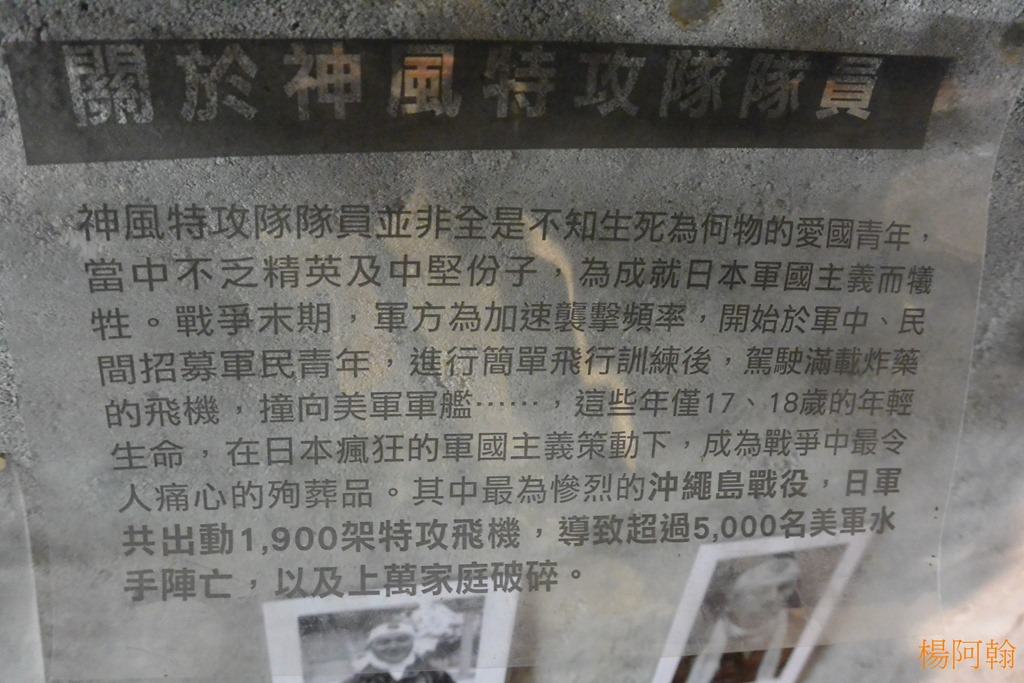 關於神風特攻隊隊員
神風特攻隊隊員並非全是不知生死為何物的愛國青年，
當中不乏精英及中堅份子，為成就日本軍國主義而犧
牲。戰爭末期，軍方為加速襲擊頻率，開始於軍中、民
間招募軍民青年，進行簡單飛行訓練後，駕駛滿載炸藥
的飛機，撞向美軍軍艦……，這些年僅17、18歲的年輕
生命，在日本瘋狂的軍國主義策動下，成為戰爭中最令
人痛心的殉葬品。其中最為慘烈的沖繩島戰役，日軍
共出動1,900架特攻飛機，導致超過5,000名美軍水
手陣亡，以及上萬家庭破碎。
楊阿翰